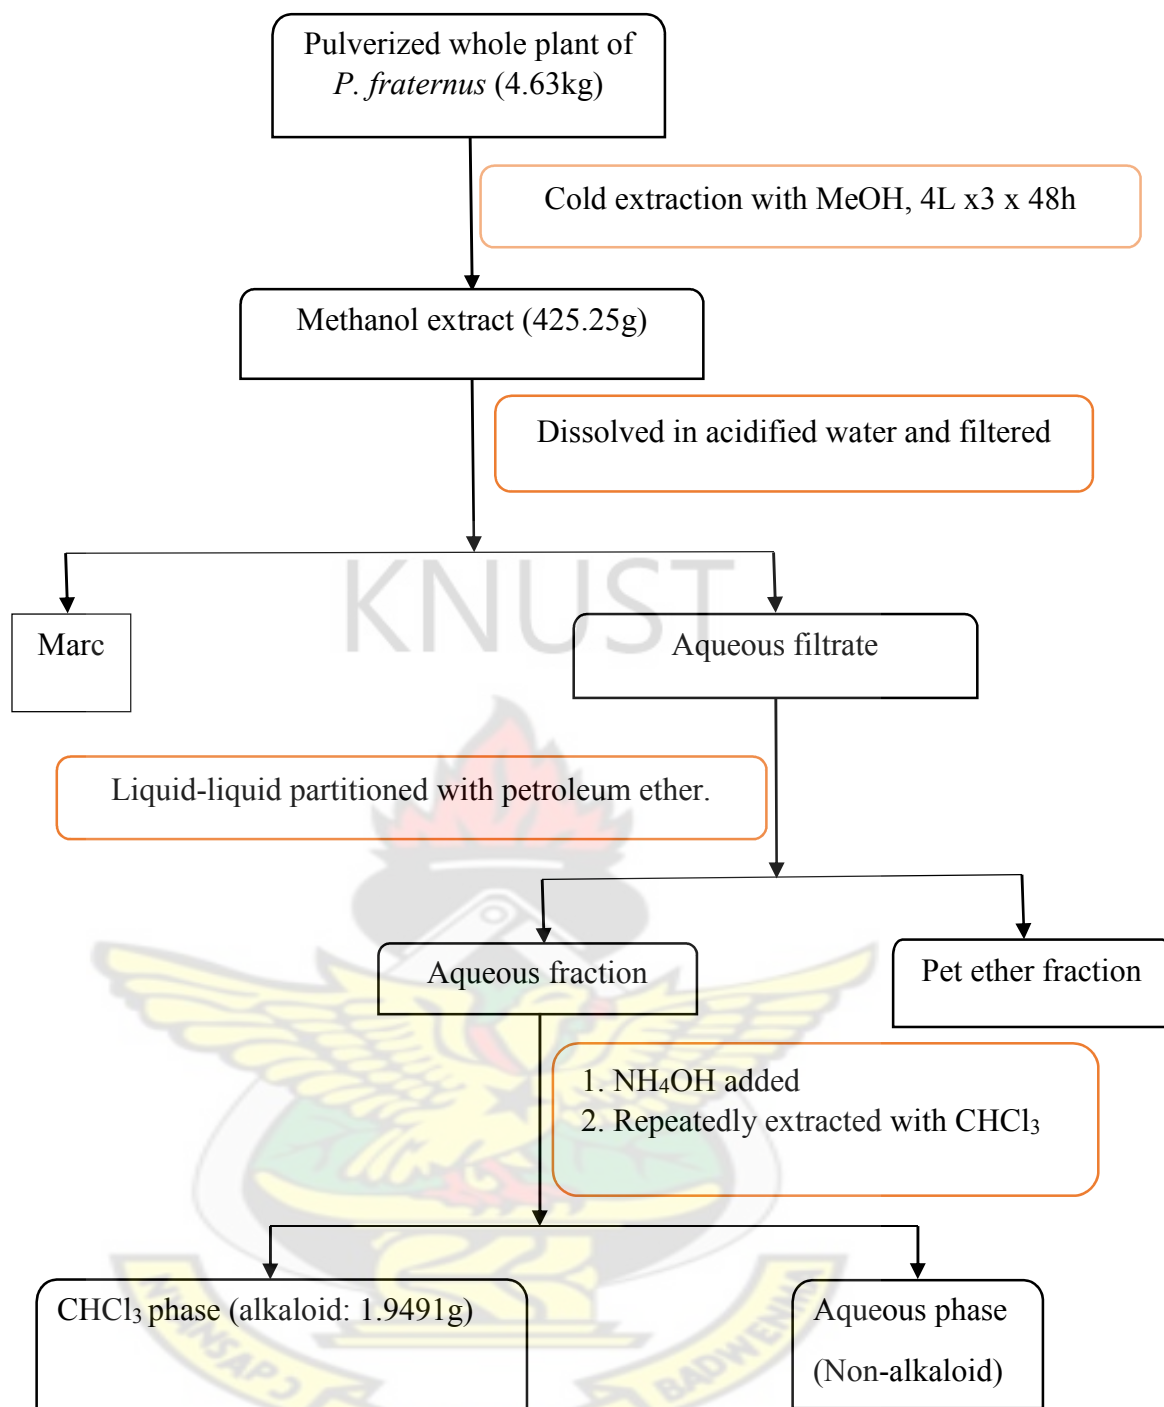 Pulverized whole plant of
P. fraternus (4.63kg)
Cold extraction with MeOH, 4L x3 x 48h
Methanol extract (425.25g)
Dissolved in acidified water and filtered
KNUST
Marc
Aqueous filtrate
Liquid-liquid partitioned with petroleum ether.
Aqueous fraction
Pet ether fraction
1. NH₄OH added
2. Repeatedly extracted with CHCl₃
CHCl₃ phase (alkaloid: 1.9491g)
Aqueous phase
(Non-alkaloid)
BADWENMA